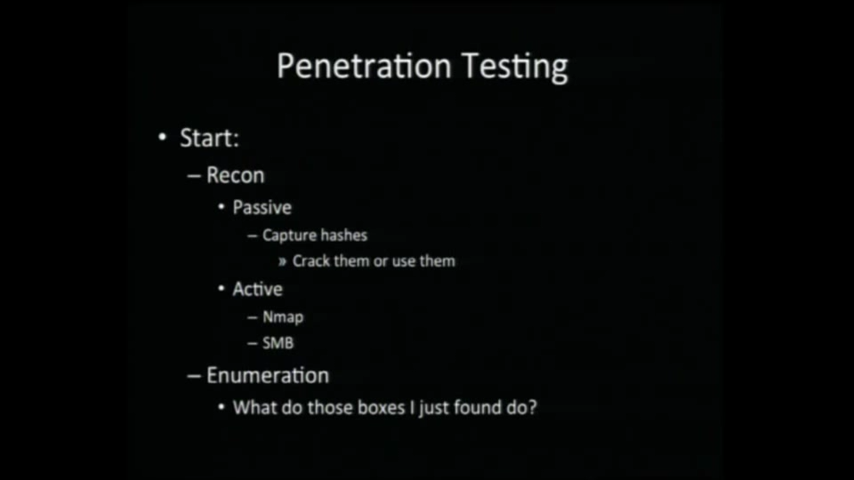 Penetration Testing
• Start:
– Recon
• Passive
– Capture hashes
» Crack them or use them
• Active
– Nmap
– SMB
– Enumeration
• What do those boxes I just found do?